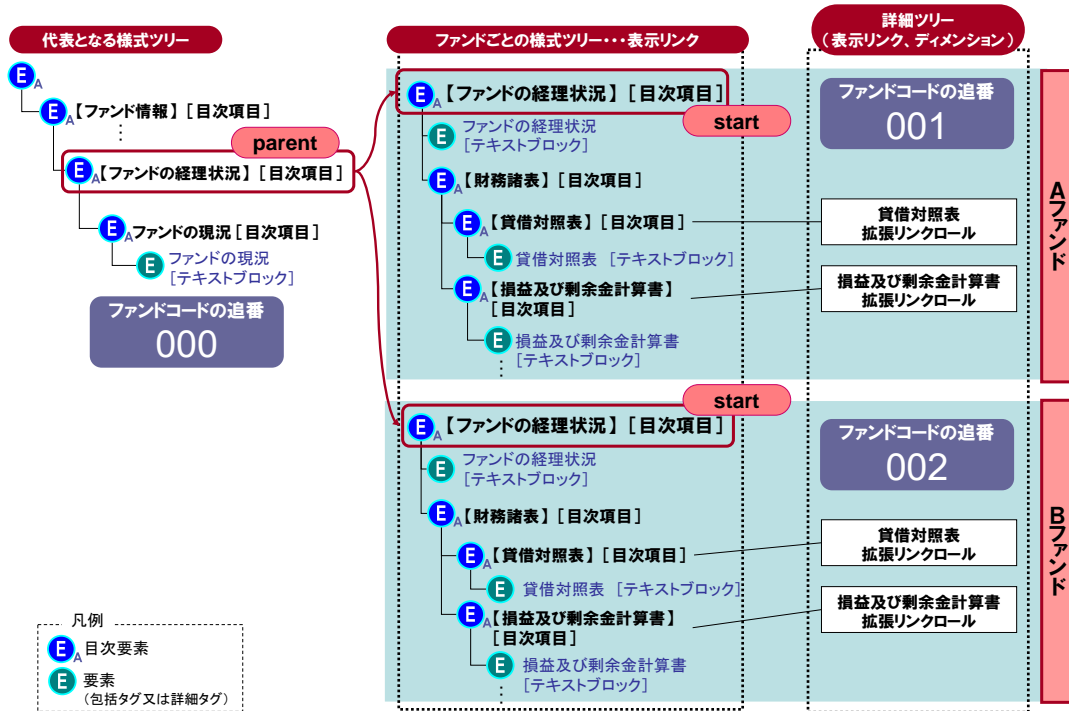 代表となる様式ツリー
E
A
E
A
【ファンド情報】[目次項目]
⋮
parent
E
A
【ファンドの経理状況】[目次項目]
E
A
ファンドの現況[目次項目]
E
ファンドの現況
[テキストブロック]
ファンドコードの追番
000
凡例
E
A
目次要素
E
要素
(包括タグ又は詳細タグ)
ファンドごとの様式ツリー・・・表示リンク
E
A
【ファンドの経理状況】[目次項目]
start
E
ファンドの経理状況
[テキストブロック]
E
A
【財務諸表】[目次項目]
E
A
【貸借対照表】[目次項目]
E
貸借対照表 [テキストブロック]
E
A
【損益及び剰余金計算書】
[目次項目]
E
損益及び剰余金計算書
[テキストブロック]
⋮
start
E
A
【ファンドの経理状況】[目次項目]
E
ファンドの経理状況
[テキストブロック]
E
A
【財務諸表】[目次項目]
E
A
【貸借対照表】[目次項目]
E
貸借対照表 [テキストブロック]
E
A
【損益及び剰余金計算書】
[目次項目]
E
損益及び剰余金計算書
[テキストブロック]
⋮
詳細ツリー
(表示リンク、ディメンション)
ファンドコードの追番
001
貸借対照表
拡張リンクロール
損益及び剰余金計算書
拡張リンクロール
Aファンド
ファンドコードの追番
002
貸借対照表
拡張リンクロール
損益及び剰余金計算書
拡張リンクロール
Bファンド